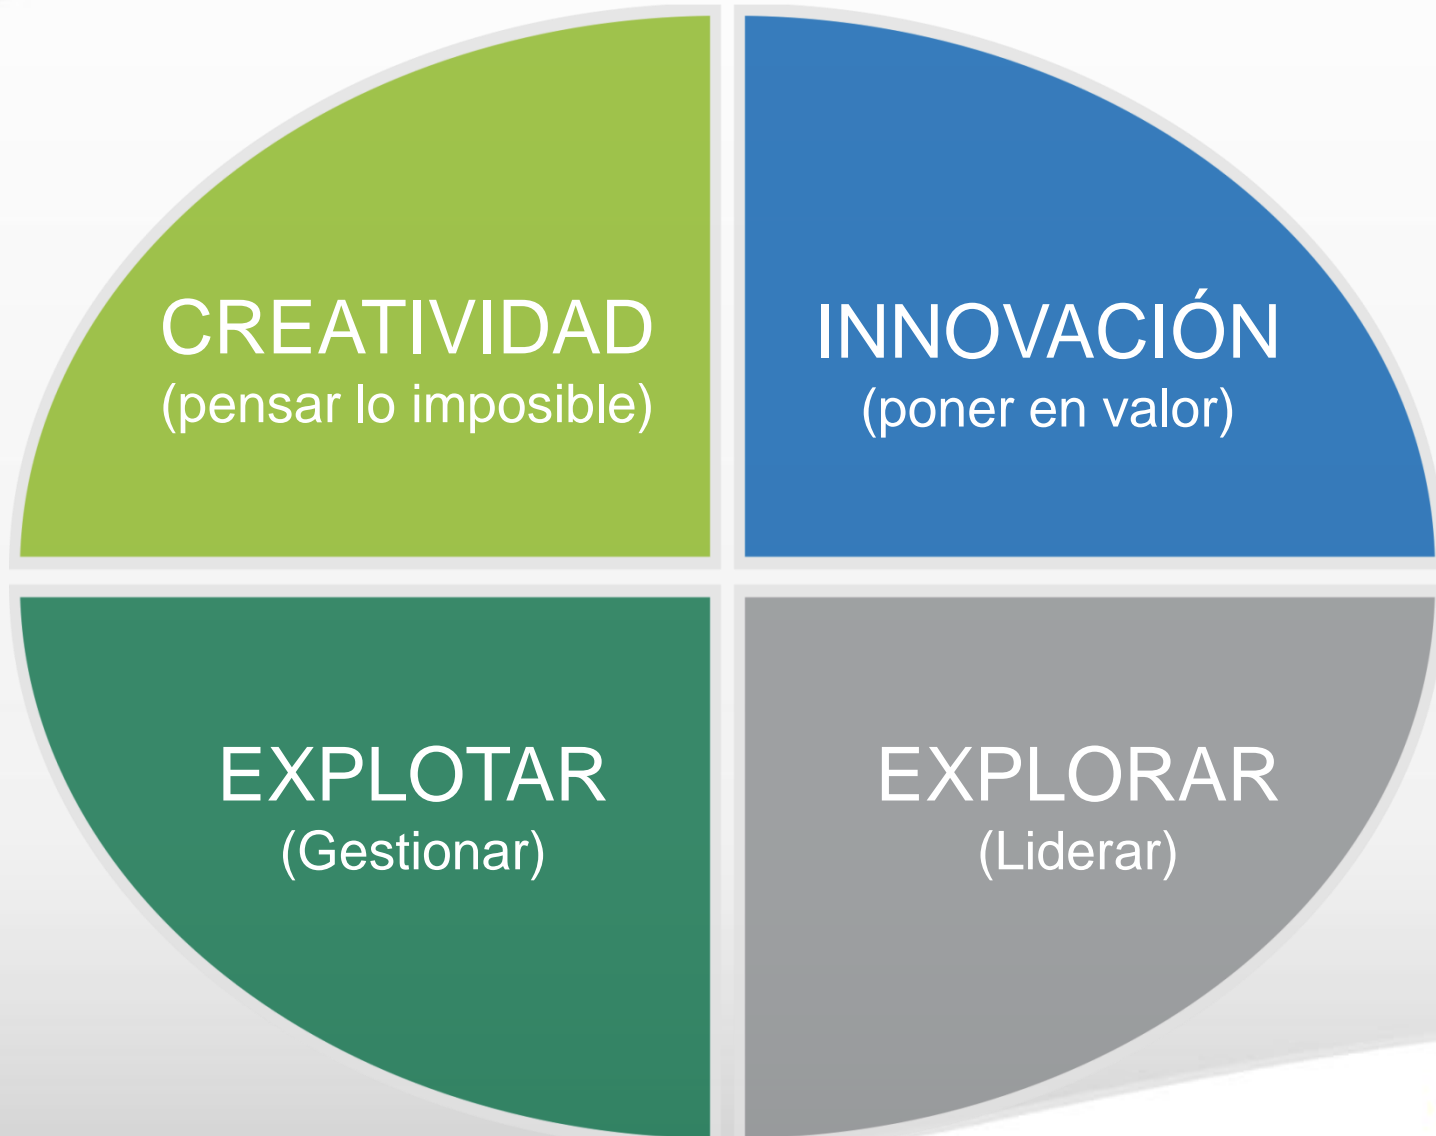 CREATIVIDAD
(pensar lo imposible)
INNOVACIÓN
(poner en valor)
EXPLOTAR
(Gestionar)
EXPLORAR
(Liderar)